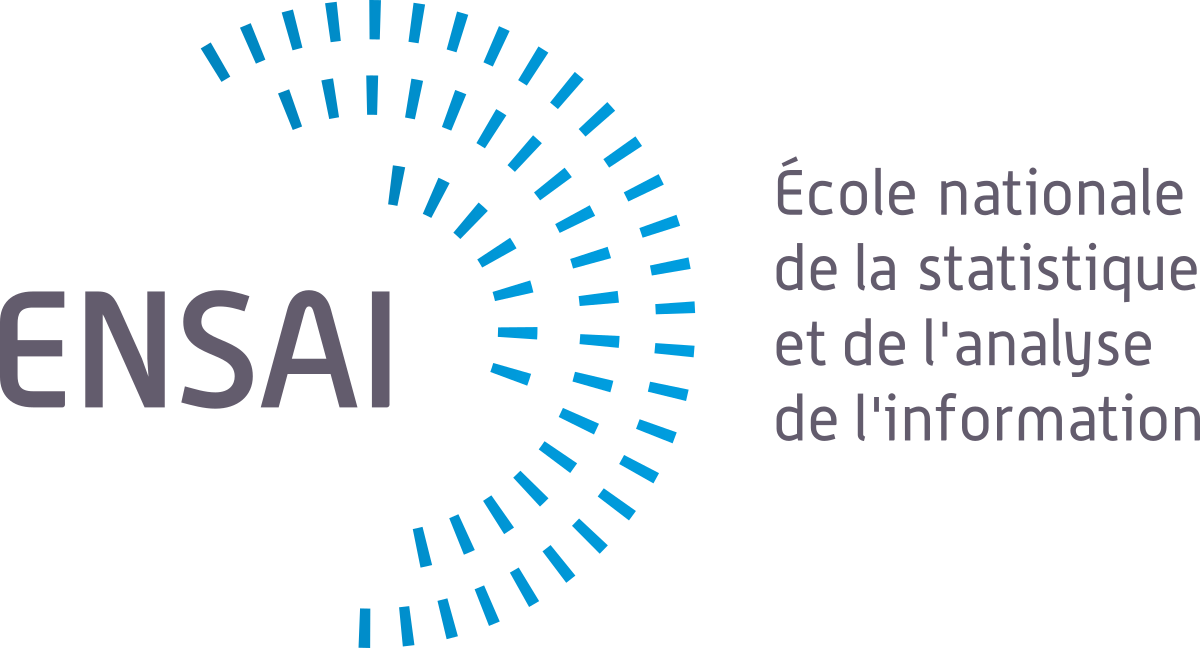 ENSAI
École nationale
de la statistique
et de l'analyse
de l'information